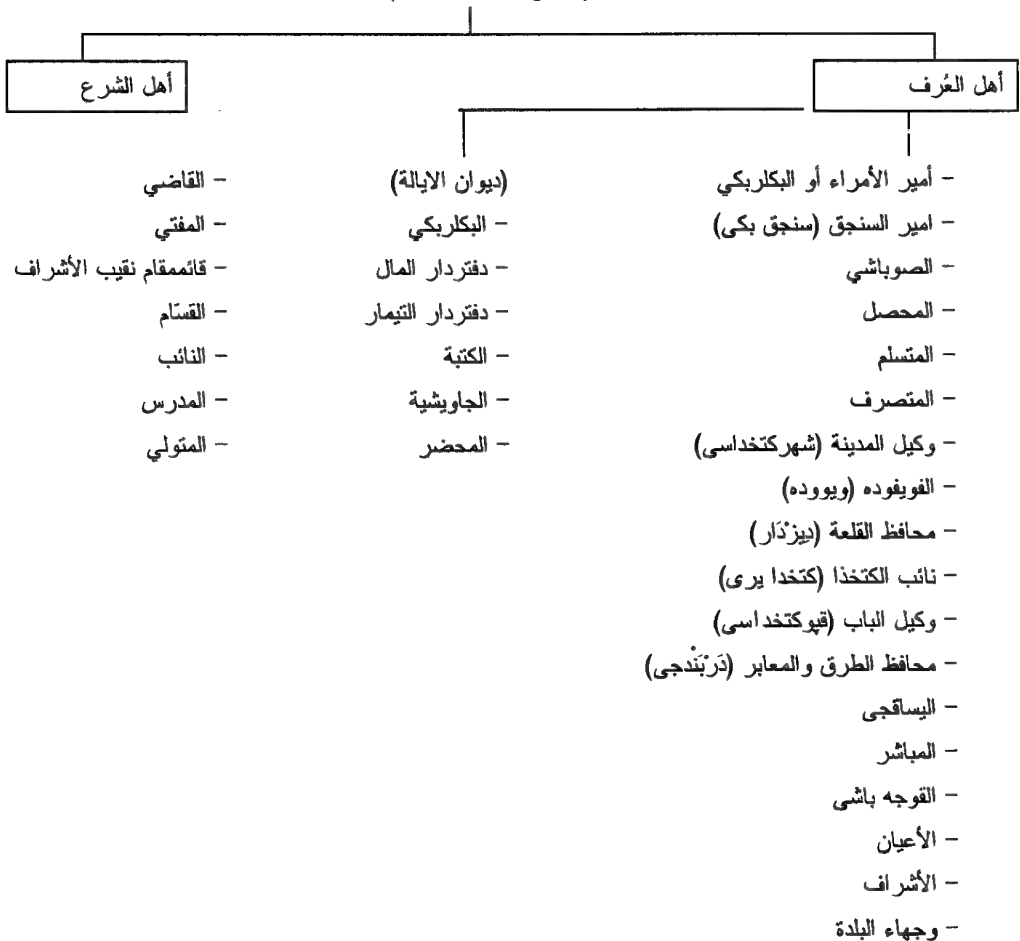 أهل العُرف
أهل الشرع
- أمير الأمراء أو البكلربكي
- امير السنجق (سنجق بكى)
- الصوباشي
- المحصل
- المتسلم
- المتصرف
- وكيل المدينة (شهركتخداسى)
- الفويفوده (ويووده)
- محافظ القلعة (دِيزْدَار)
- نائب الكتخذا (كتخدا يرى)
- وكيل الباب (قپوكتخداسى)
- محافظ الطرق والمعابر (دَرْبَنْدجى)
- اليساقجى
- المباشر
- القوجه باشى
- الأعيان
- الأشراف
- وجهاء البلدة
(ديوان الايالة)
- البكلربكي
- دفتردار المال
- دفتردار التيمار
- الكتبة
- الجاويشية
- المحضر
- القاضي
- المفتي
- قائممقام نقيب الأشراف
- القسّام
- النائب
- المدرس
- المتولي